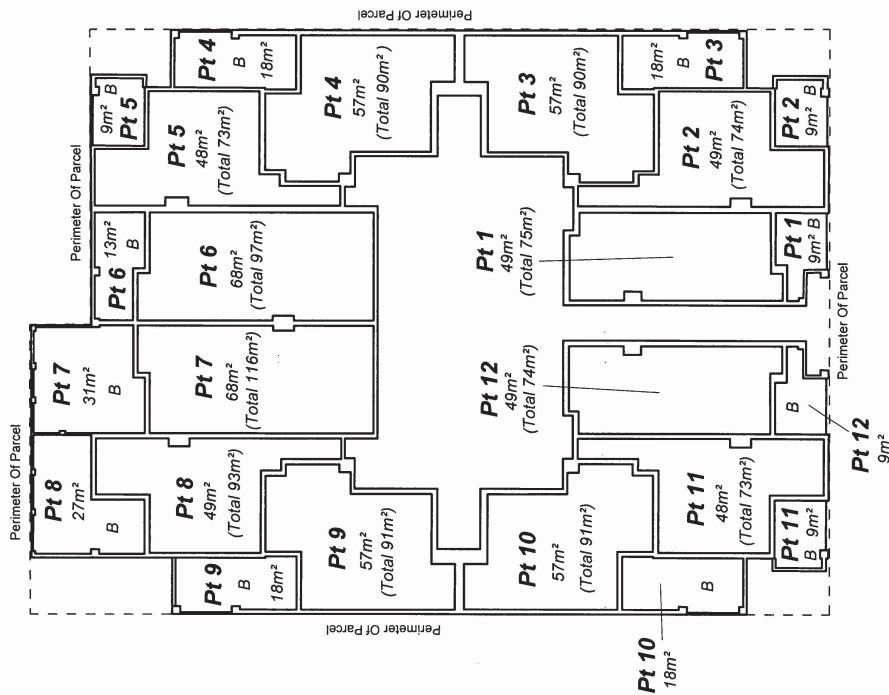 Perimeter Of Parcel
Perimeter Of Parcel
Perimeter Of Parcel
Perimeter Of Parcel
Perimeter Of Parcel
Pt 4
B
18m²
Pt 4
57m²
(Total 90m²)
Pt 3
57m²
(Total 90m²)
18m²
B
Pt 3
9m²
B
Pt 5
Pt 5
48m²
(Total 73m²)
Pt 2
49m²
(Total 74m²)
Pt 2
B
9m²
13m²
Pt 6
B
Pt 6
68m²
(Total 97m²)
Pt 1
49m²
(Total 75m²)
Pt 1
9m² B
Pt 7
31m²
B
Pt 7
68m²
(Total 116m²)
Pt 12
49m²
(Total 74m²)
B
Pt 12
9m²
Pt 8
27m²
B
Pt 8
49m²
(Total 93m²)
Pt 11
48m²
(Total 73m²)
Pt 11
B 9m²
Pt 9
B
18m²
Pt 9
57m²
(Total 91m²)
Pt 10
57m²
(Total 91m²)
B
Pt 10
18m²